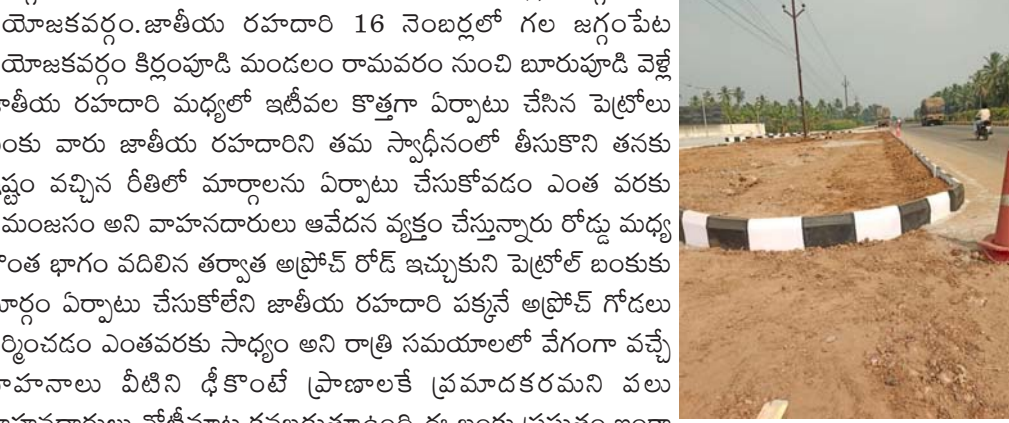 యోజకవర్గం.జాతీయ రహదారి 16 నెంబర్లలో గల జగ్గంపేట
యోజకవర్గం కిర్లంపూడి మండలం రామవరం నుంచి బూరుపూడి వెళ్లే
జాతీయ రహదారి మధ్యలో ఇటీవల కొత్తగా ఏర్పాటు చేసిన పెట్రోలు
బంకు వారు జాతీయ రహదారిని తమ స్వాధీనంలో తీసుకొని తనకు
ఇష్టం వచ్చిన రీతిలో మార్గాలను ఏర్పాటు చేసుకోవడం ఎంత వరకు
మంజసం అని వాహనదారులు ఆవేదన వ్యక్తం చేస్తున్నారు రోడ్డు మధ్య
కొంత భాగం వదిలిన తర్వాత అప్రోచ్ రోడ్ ఇచ్చుకుని పెట్రోల్ బంకుకు
మార్గం ఏర్పాటు చేసుకోలేని జాతీయ రహదారి పక్కనే అప్రోచ్ గోడలు
ర్మించడం ఎంతవరకు సాధ్యం అని రాత్రి సమయాలలో వేగంగా వచ్చే
వాహనాలు వీటిని ఢీకొంటే ప్రాణాలకే ప్రమాదకరమని పలు